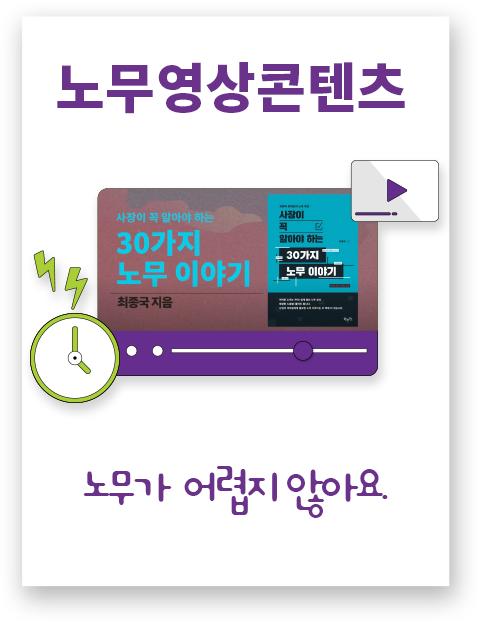 노무영상콘텐츠
사장이 꼭 알아야 하는
30가지
노무 이야기
최종국 지음
사장이
꼭
알아야 하는
30가지
노무 이야기
노무가 어렵지 않아요.